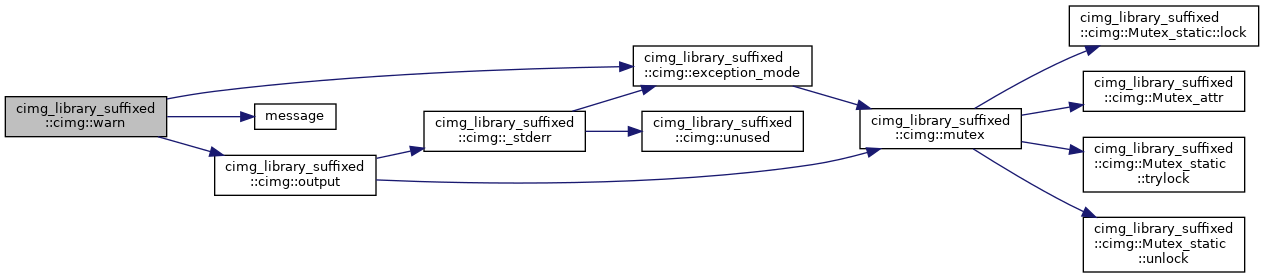 cimg_library_suffixed
::cimg::warn
message
cimg_library_suffixed
::cimg::output
cimg_library_suffixed
::cimg::_stderr
cimg_library_suffixed
::cimg::exception_mode
cimg_library_suffixed
::cimg::unused
cimg_library_suffixed
::cimg::mutex
cimg_library_suffixed
::cimg::Mutex_static::lock
cimg_library_suffixed
::cimg::Mutex_attr
cimg_library_suffixed
::cimg::Mutex_static
::trylock
cimg_library_suffixed
::cimg::Mutex_static
::unlock